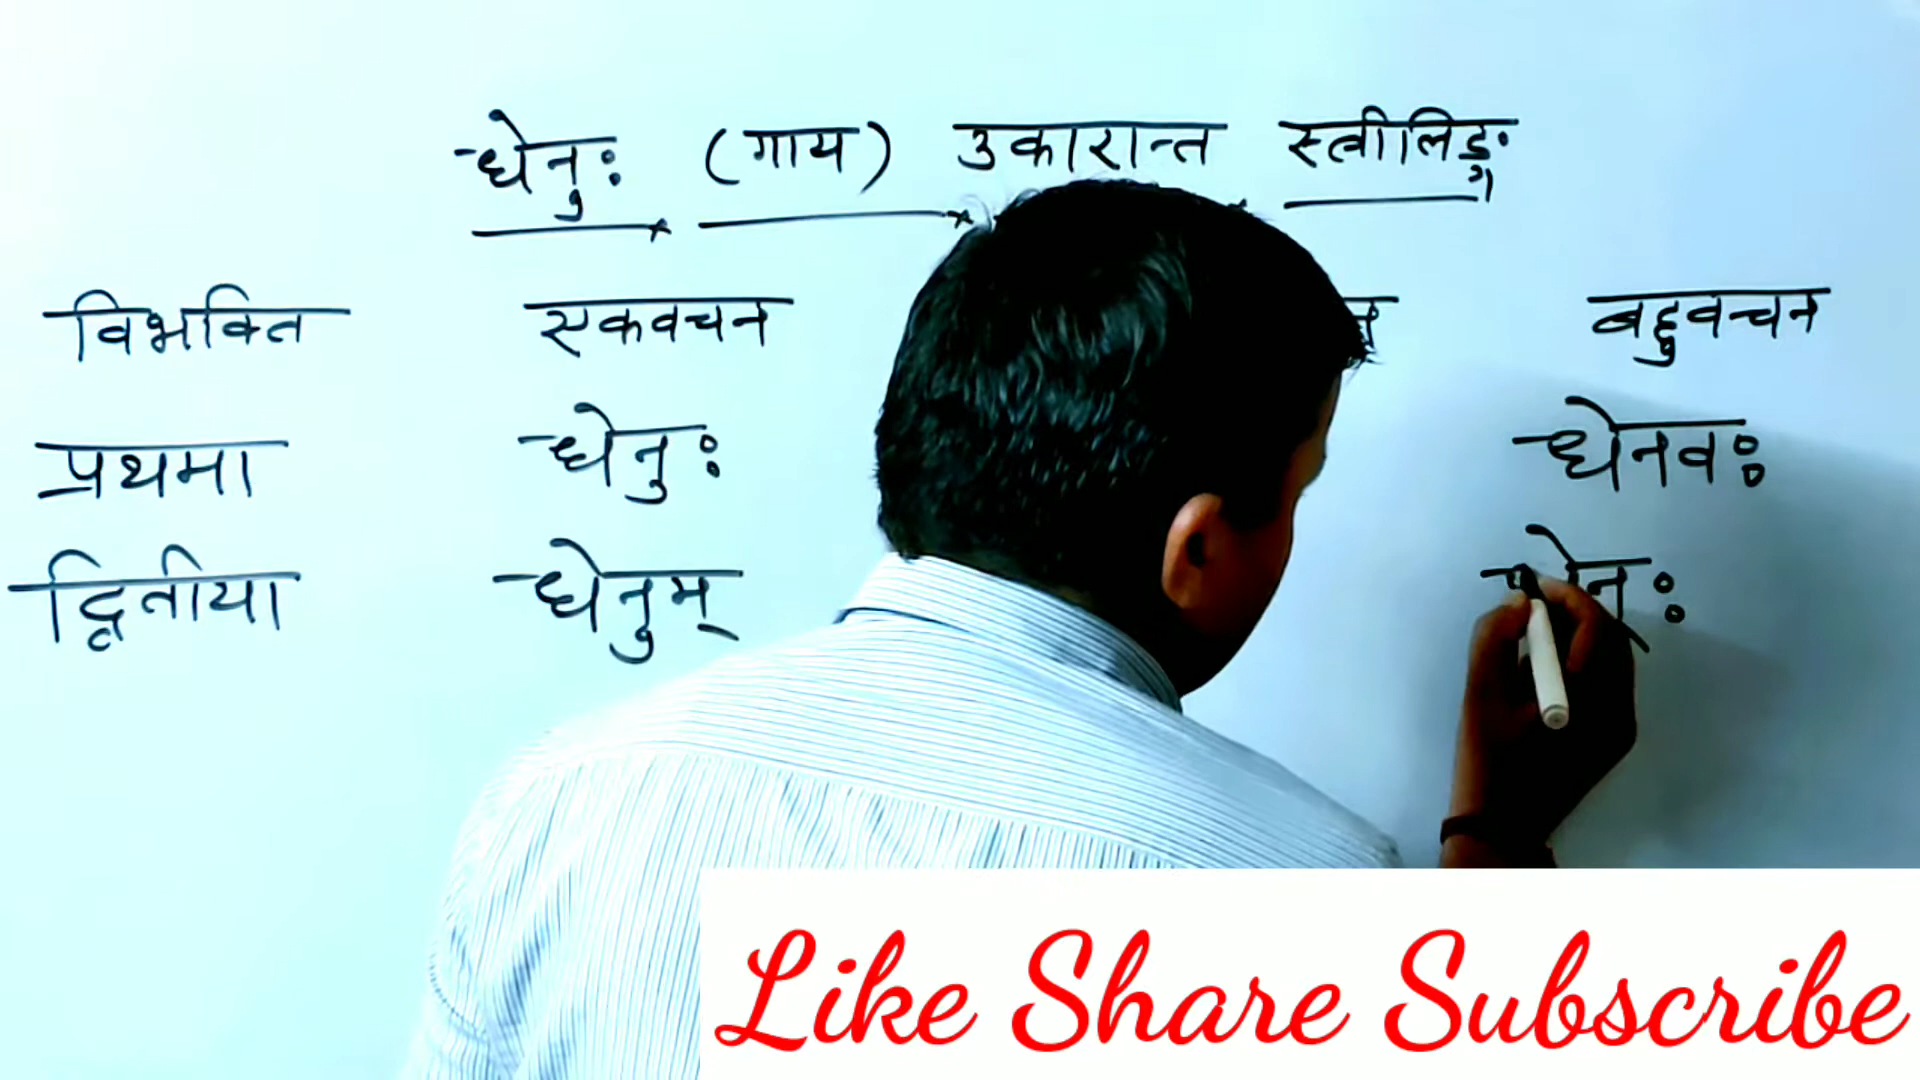 धेनुः (गाय) उकारान्त स्त्रीलिङ्ग
विभक्ति एकवचन बहुवचन
प्रथमा धेनुः धेनवः
द्वितीया धेनुम्
Like Share Subscribe